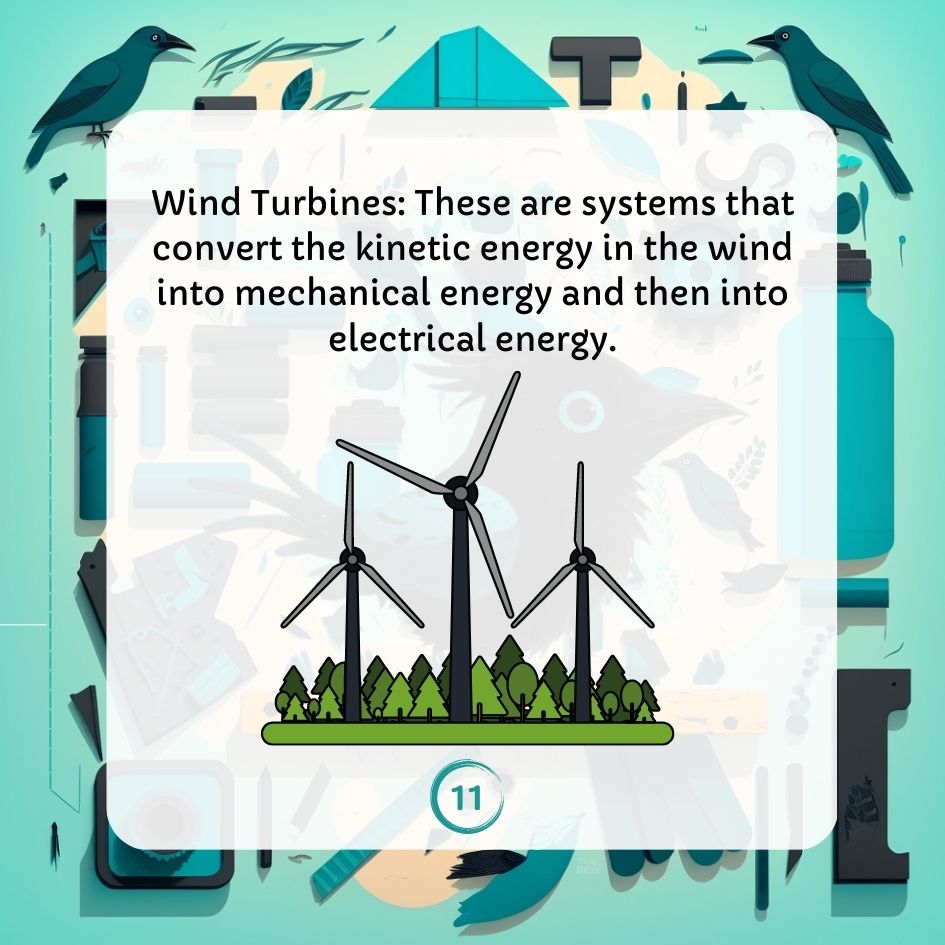 Wind Turbines: These are systems that
convert the kinetic energy in the wind
into mechanical energy and then into
electrical energy.
11